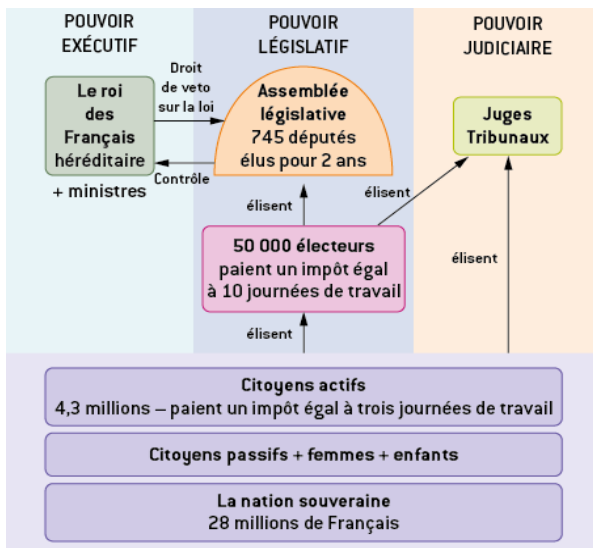 POUVOIR
EXÉCUTIF
POUVOIR
LÉGISLATIF
POUVOIR
JUDICIAIRE
Le roi
des
Français
héréditaire
+ ministres
Droit
de veto
sur la loi
Contrôle
Assemblée
législative
745 députés
élus pour 2 ans
Juges
Tribunaux
élisent
élisent
50 000 électeurs
paient un impôt égal
à 10 journées de travail
élisent
élisent
Citoyens actifs
4,3 millions – paient un impôt égal à trois journées de travail
Citoyens passifs + femmes + enfants
La nation souveraine
28 millions de Français